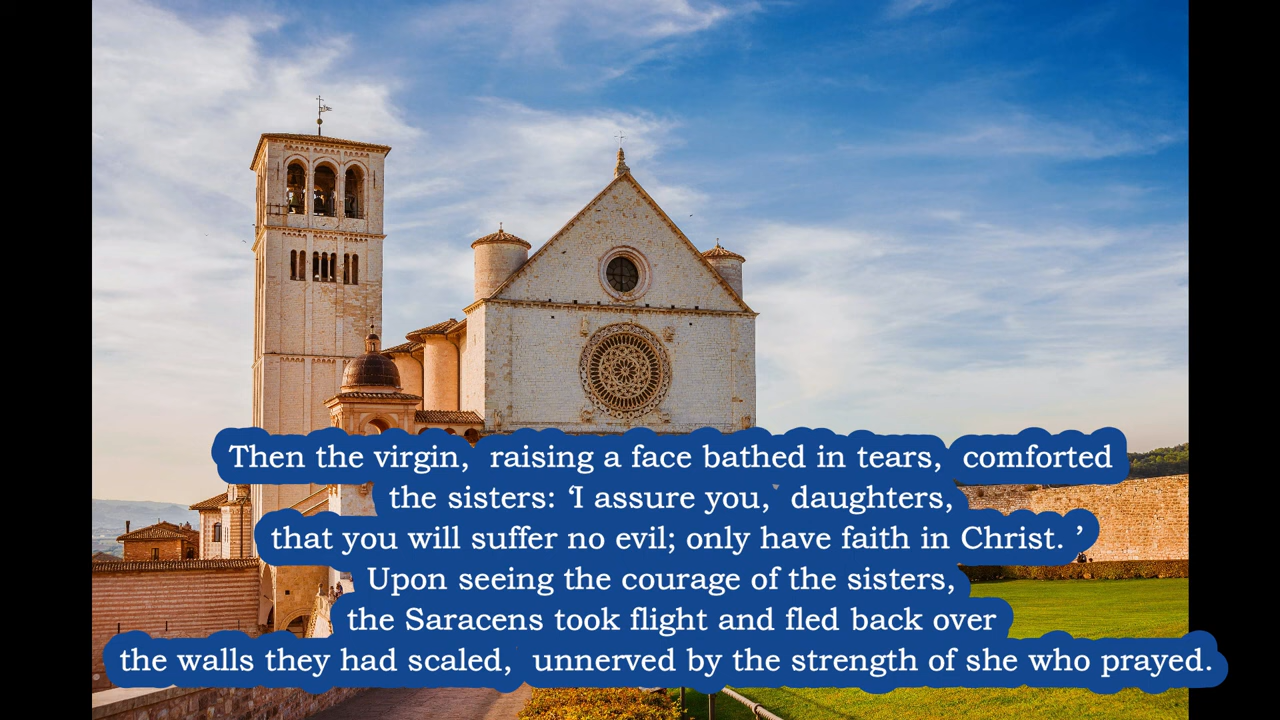 Then the virgin, raising a face bathed in tears, comforted
the sisters: ‘I assure you,’ daughters,
that you will suffer no evil; only have faith in Christ. ’
Upon seeing the courage of the sisters,
the Saracens took flight and fled back over
the walls they had scaled, unnerved by the strength of she who prayed.